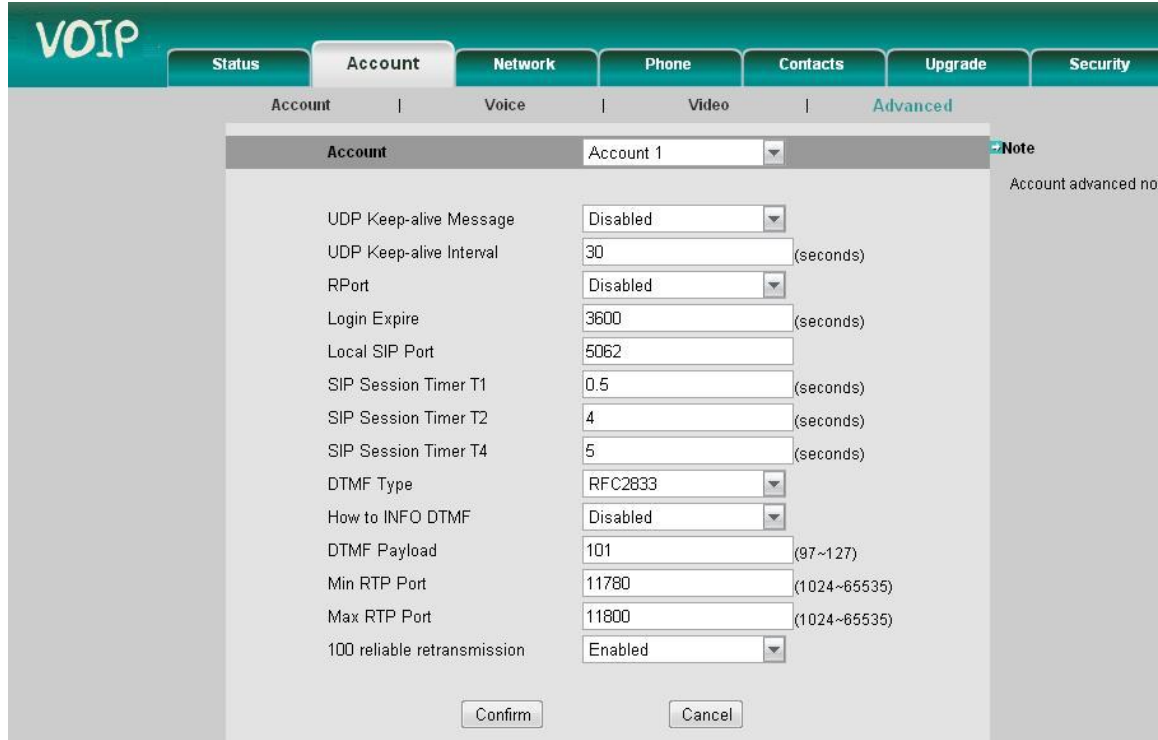 VOIP
Status Account Network Phone Contacts Upgrade Security
Account | Voice | Video | Advanced
Account Account 1 Note
Account advanced no
UDP Keep-alive Message Disabled
UDP Keep-alive Interval 30 (seconds)
RPort Disabled
Login Expire 3600 (seconds)
Local SIP Port 5062
SIP Session Timer T1 0.5 (seconds)
SIP Session Timer T2 4 (seconds)
SIP Session Timer T4 5 (seconds)
DTMF Type RFC2833
How to INFO DTMF Disabled
DTMF Payload 101 (97~127)
Min RTP Port 11780 (1024~65535)
Max RTP Port 11800 (1024~65535)
100 reliable retransmission Enabled
Confirm Cancel